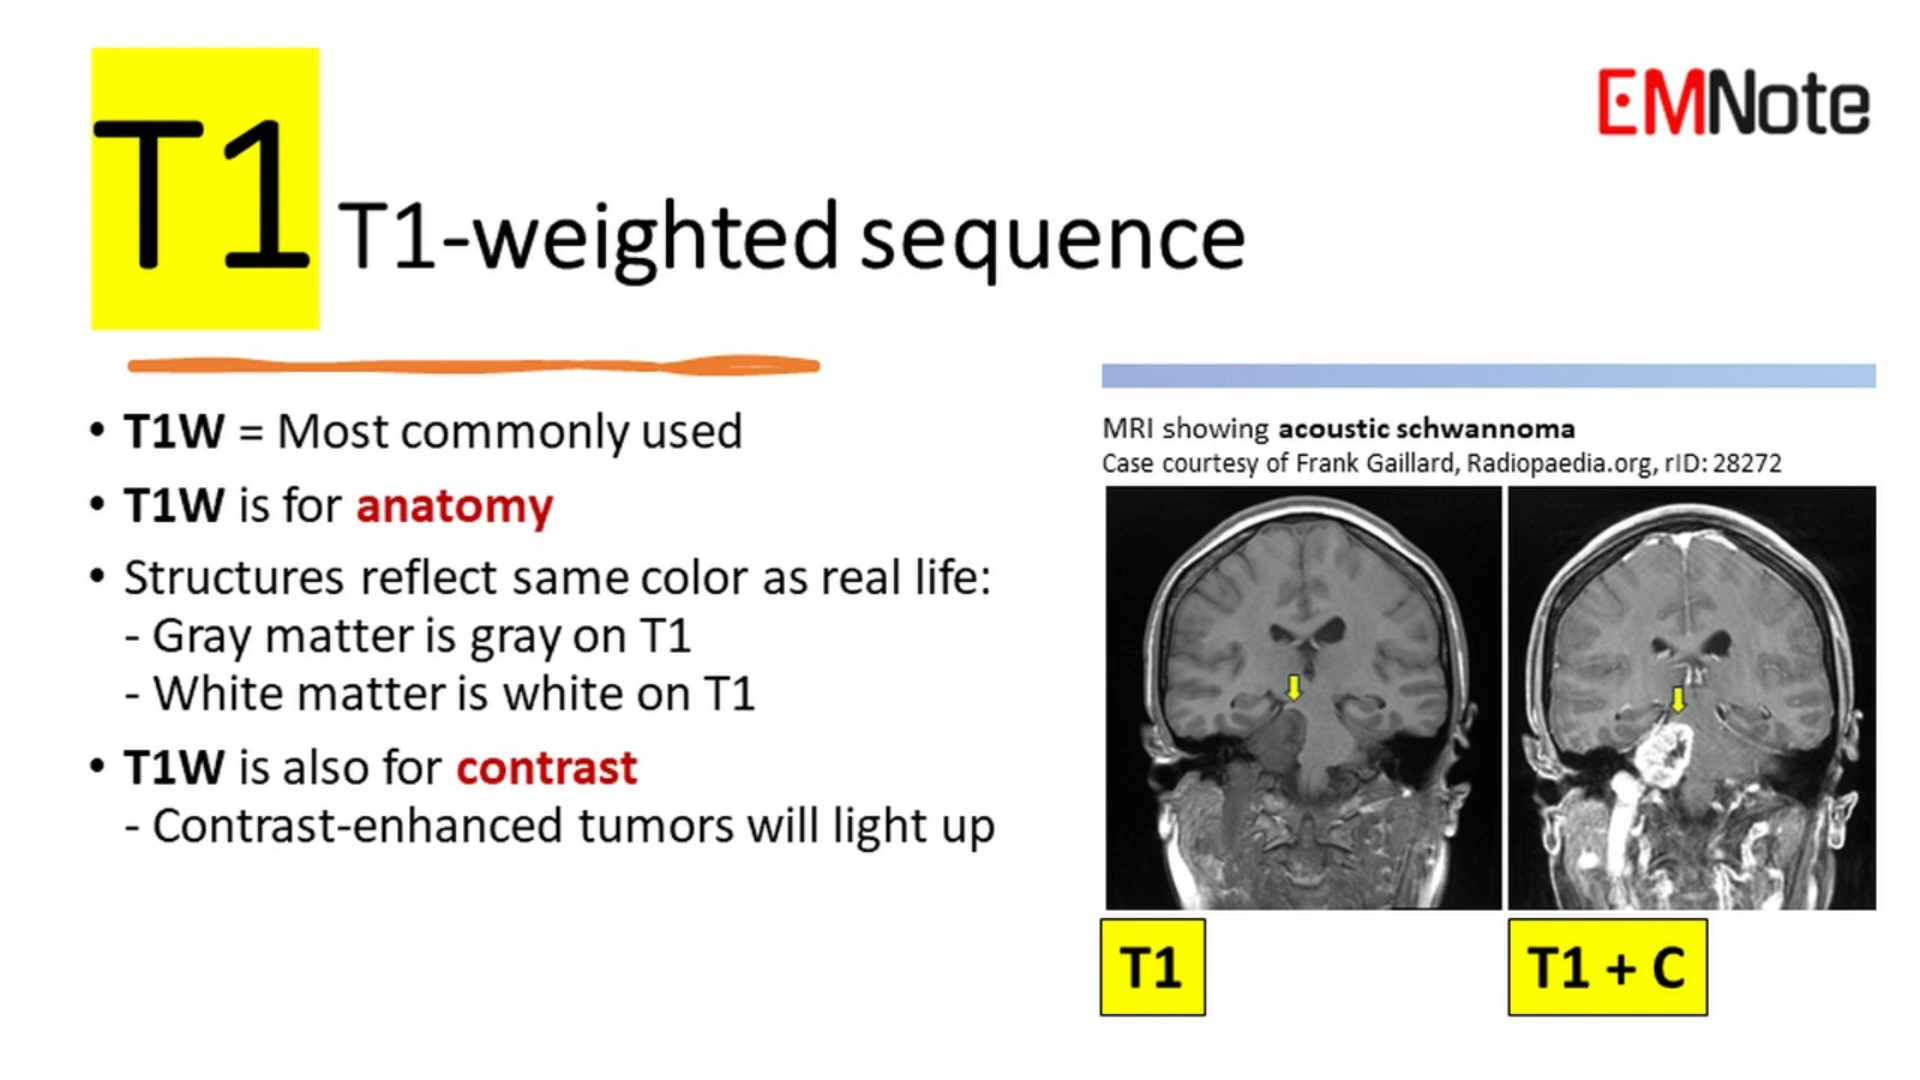 T1 T1-weighted sequence
EMNote
• T1W = Most commonly used
• T1W is for anatomy
• Structures reflect same color as real life:
- Gray matter is gray on T1
- White matter is white on T1
• T1W is also for contrast
- Contrast-enhanced tumors will light up
MRI showing acoustic schwannoma
Case courtesy of Frank Gaillard, Radiopaedia.org, rID: 28272
T1
T1 + C